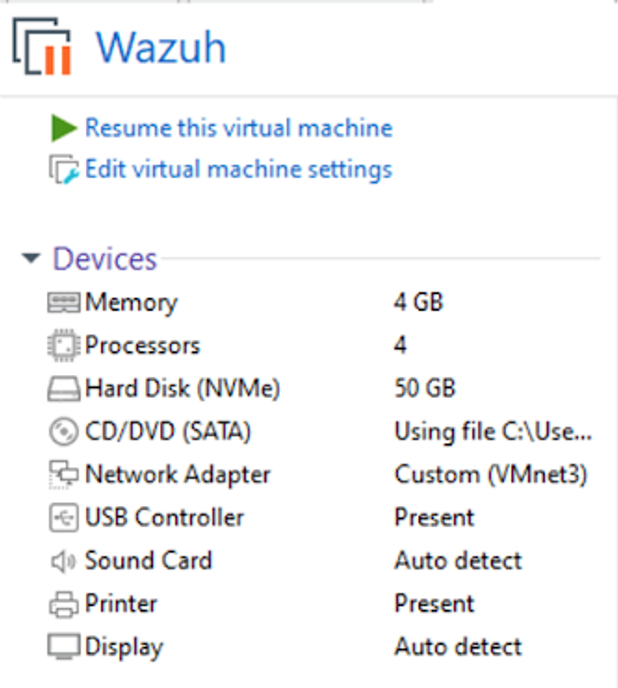 Wazuh
Resume this virtual machine
Edit virtual machine settings
Devices
Memory 4 GB
Processors 4
Hard Disk (NVMe) 50 GB
CD/DVD (SATA) Using file C:\Use...
Network Adapter Custom (VMnet3)
USB Controller Present
Sound Card Auto detect
Printer Present
Display Auto detect